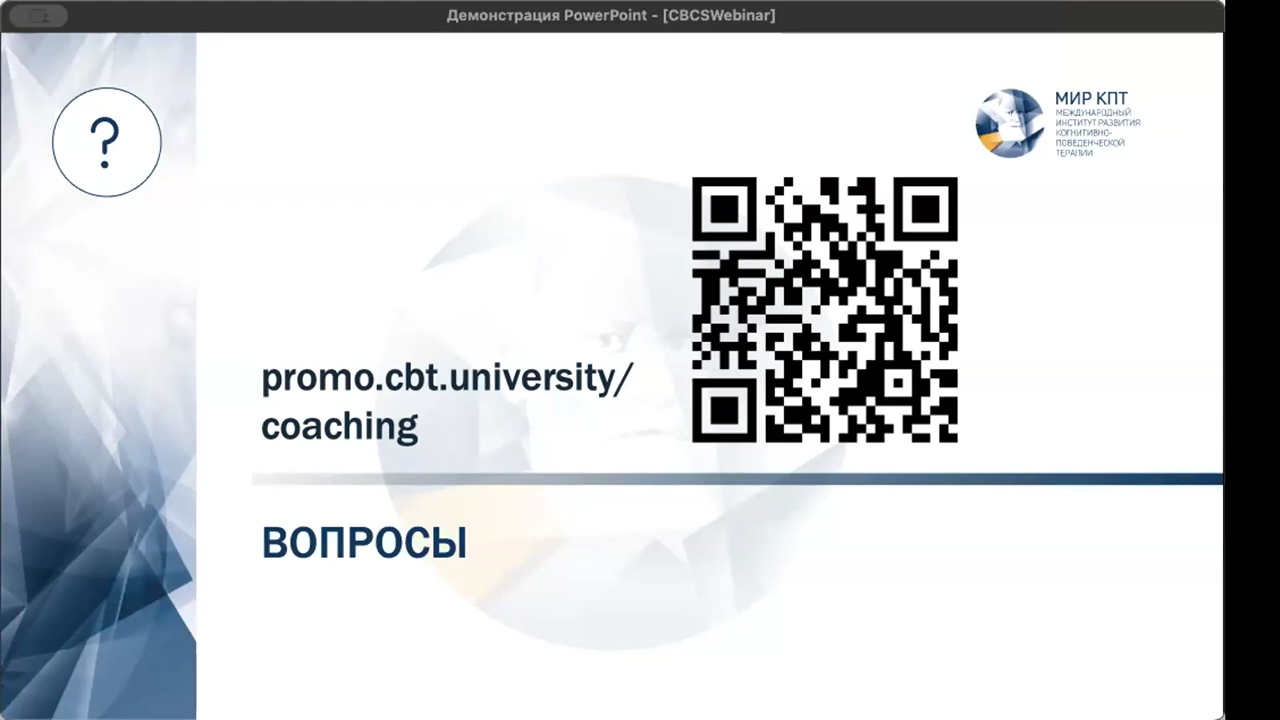 Демонстрация PowerPoint - [CBCSWebinar]
?
МИР КПТ
МЕЖДУНАРОДНЫЙ
ИНСТИТУТ РАЗВИТИЯ
КОГНИТИВНО-
ПОВЕДЕНЧЕСКОЙ
ТЕРАПИИ
promo.cbt.university/
coaching
ВОПРОСЫ